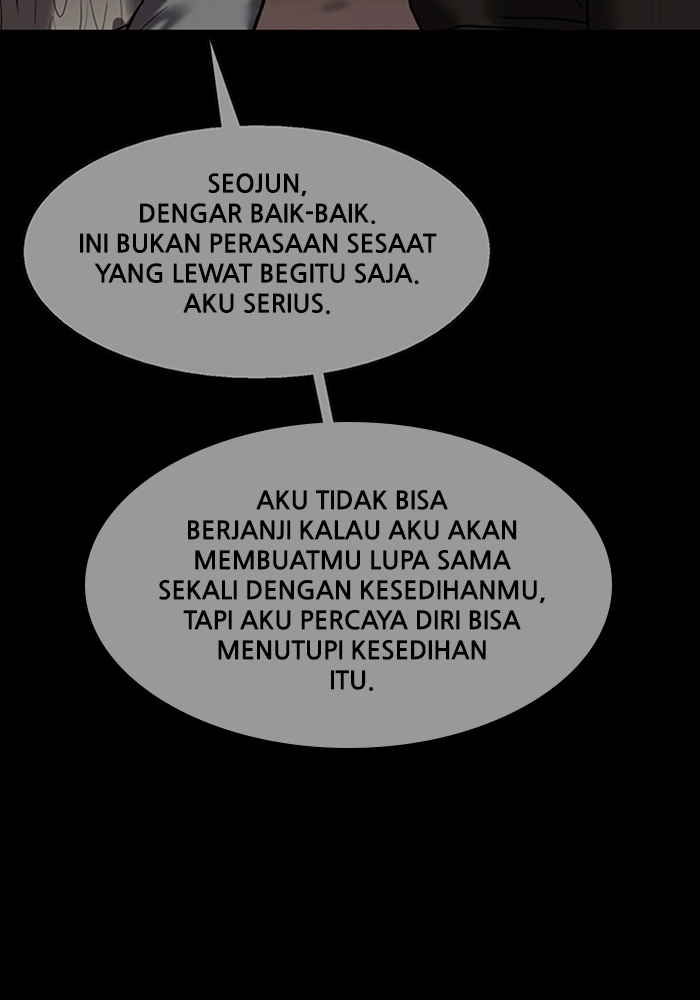 SEOJUN,
DENGAR BAIK-BAIK.
INI BUKAN PERASAAN SESAAT
YANG LEWAT BEGITU SAJA.
AKU SERIUS.
AKU TIDAK BISA
BERJANJI KALAU AKU AKAN
MEMBUATMU LUPA SAMA
SEKALI DENGAN KESEDIHANMU,
TAPI AKU PERCAYA DIRI BISA
MENUTUPI KESEDIHAN
ITU.